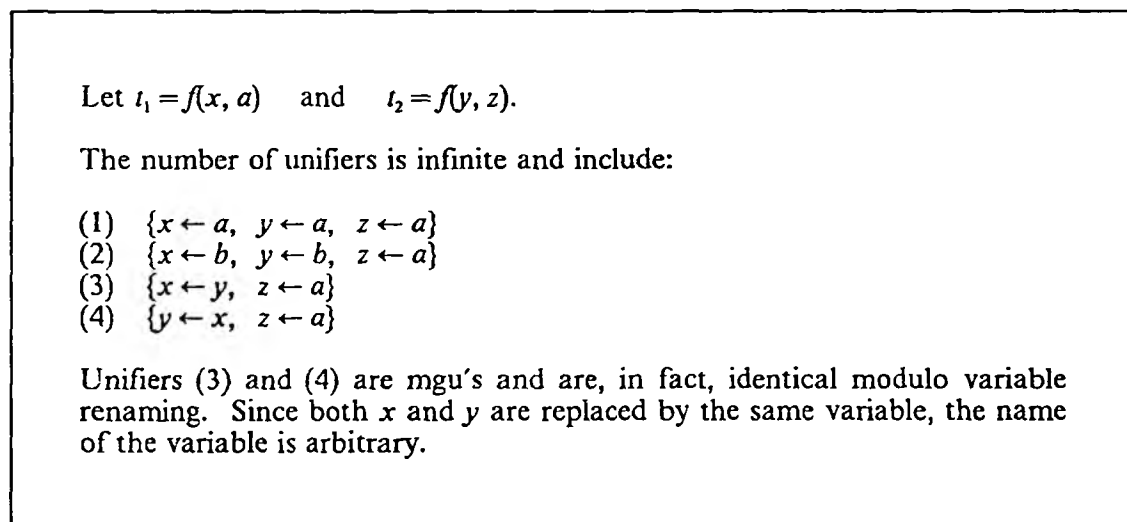 Let t₁ = f(x, a) and t₂ = f(y, z).
The number of unifiers is infinite and include:
(1) {x ← a, y ← a, z ← a}
(2) {x ← b, y ← b, z ← a}
(3) {x ← y, z ← a}
(4) {y ← x, z ← a}
Unifiers (3) and (4) are mgu's and are, in fact, identical modulo variable
renaming. Since both x and y are replaced by the same variable, the name
of the variable is arbitrary.